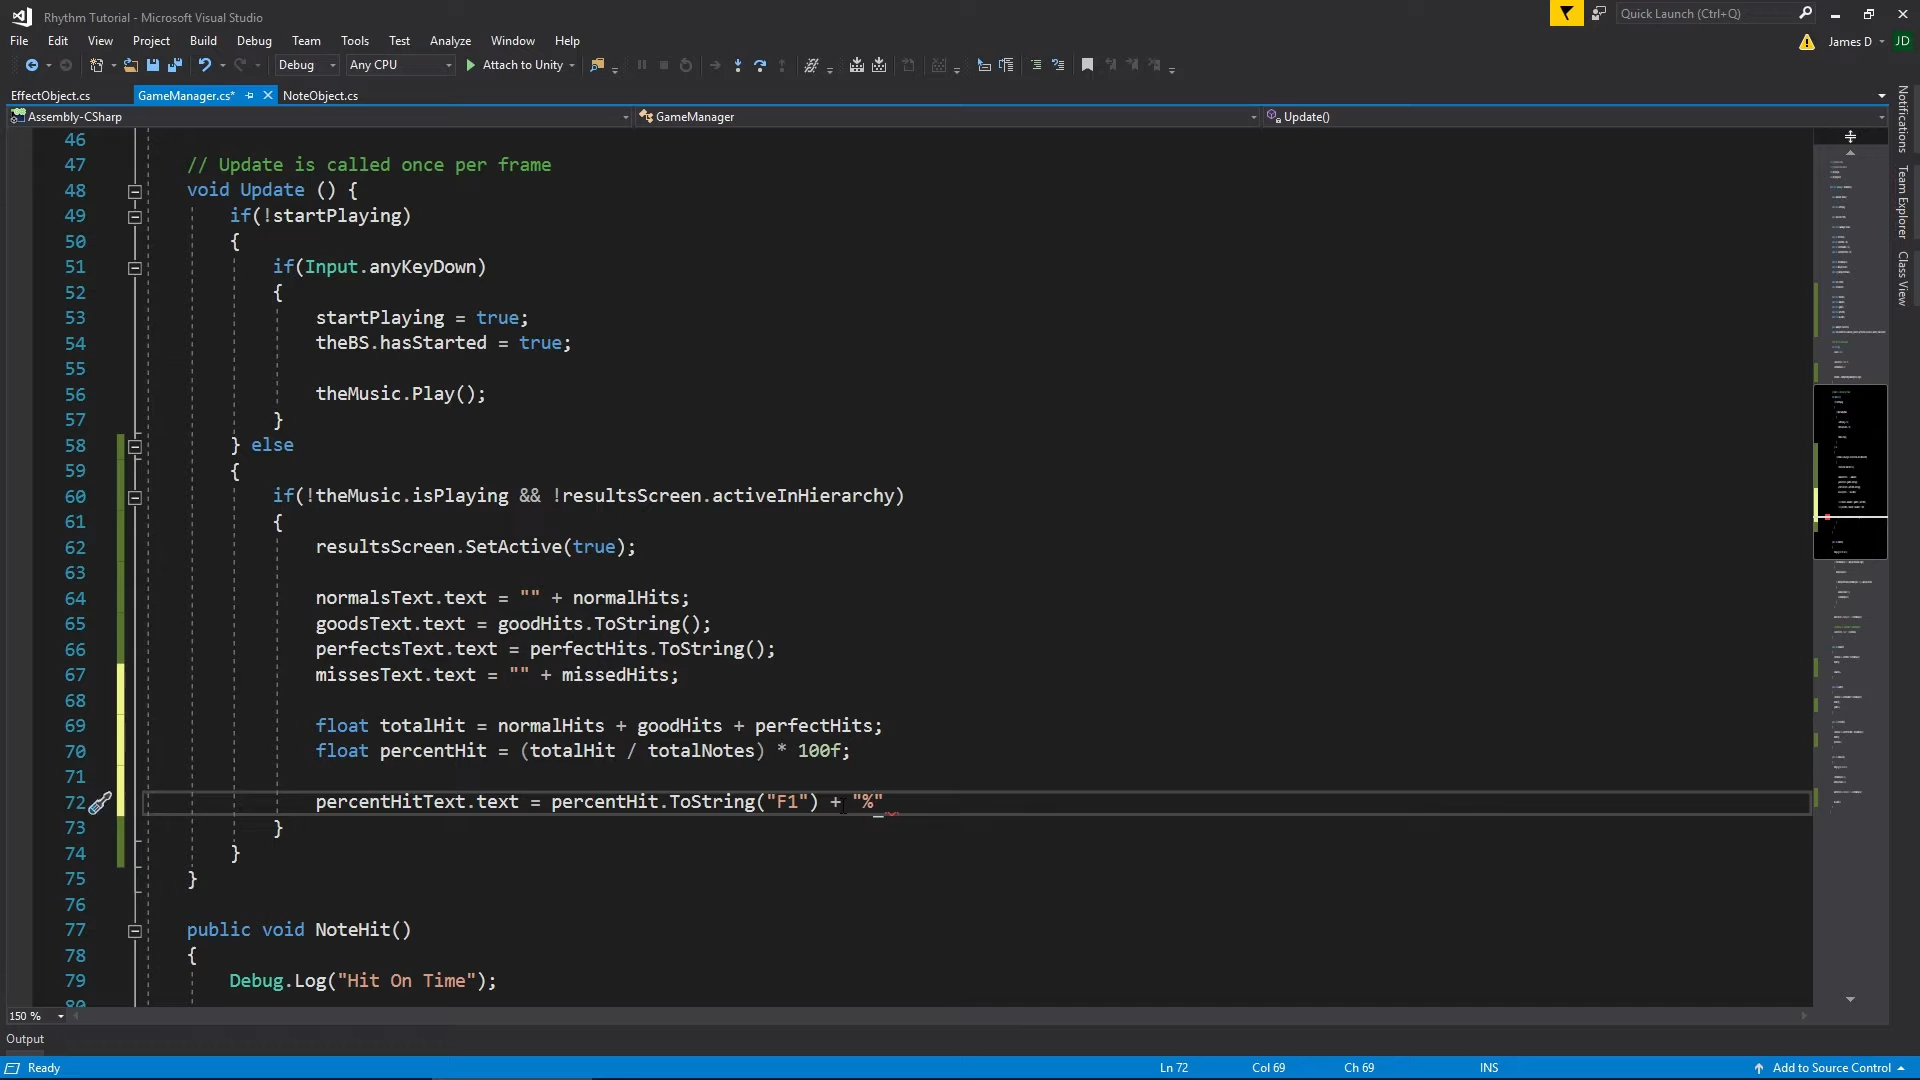 Rhythm Tutorial - Microsoft Visual Studio
Quick Launch (Ctrl+Q)
File Edit View Project Build Debug Team Tools Test Analyze Window Help
James D JD
Debug Any CPU Attach to Unity
EffectObject.cs GameManager.cs* NoteObject.cs
Assembly-CSharp GameManager Update()
46
47 // Update is called once per frame
48 void Update () {
49 if(!startPlaying)
50 {
51 if(Input.anyKeyDown)
52 {
53 startPlaying = true;
54 theBS.hasStarted = true;
55
56 theMusic.Play();
57 }
58 } else
59 {
60 if(!theMusic.isPlaying && !resultsScreen.activeInHierarchy)
61 {
62 resultsScreen.SetActive(true);
63
64 normalsText.text = "" + normalHits;
65 goodsText.text = goodHits.ToString();
66 perfectsText.text = perfectHits.ToString();
67 missesText.text = "" + missedHits;
68
69 float totalHit = normalHits + goodHits + perfectHits;
70 float percentHit = (totalHit / totalNotes) * 100f;
71
72 percentHitText.text = percentHit.ToString("F1") + "%"
73 }
74 }
75 }
76
77 public void NoteHit()
78 {
79 Debug.Log("Hit On Time");
80
150 %
Output
Ready Ln 72 Col 69 Ch 69 INS Add to Source Control
Notifications
Team Explorer
Class View